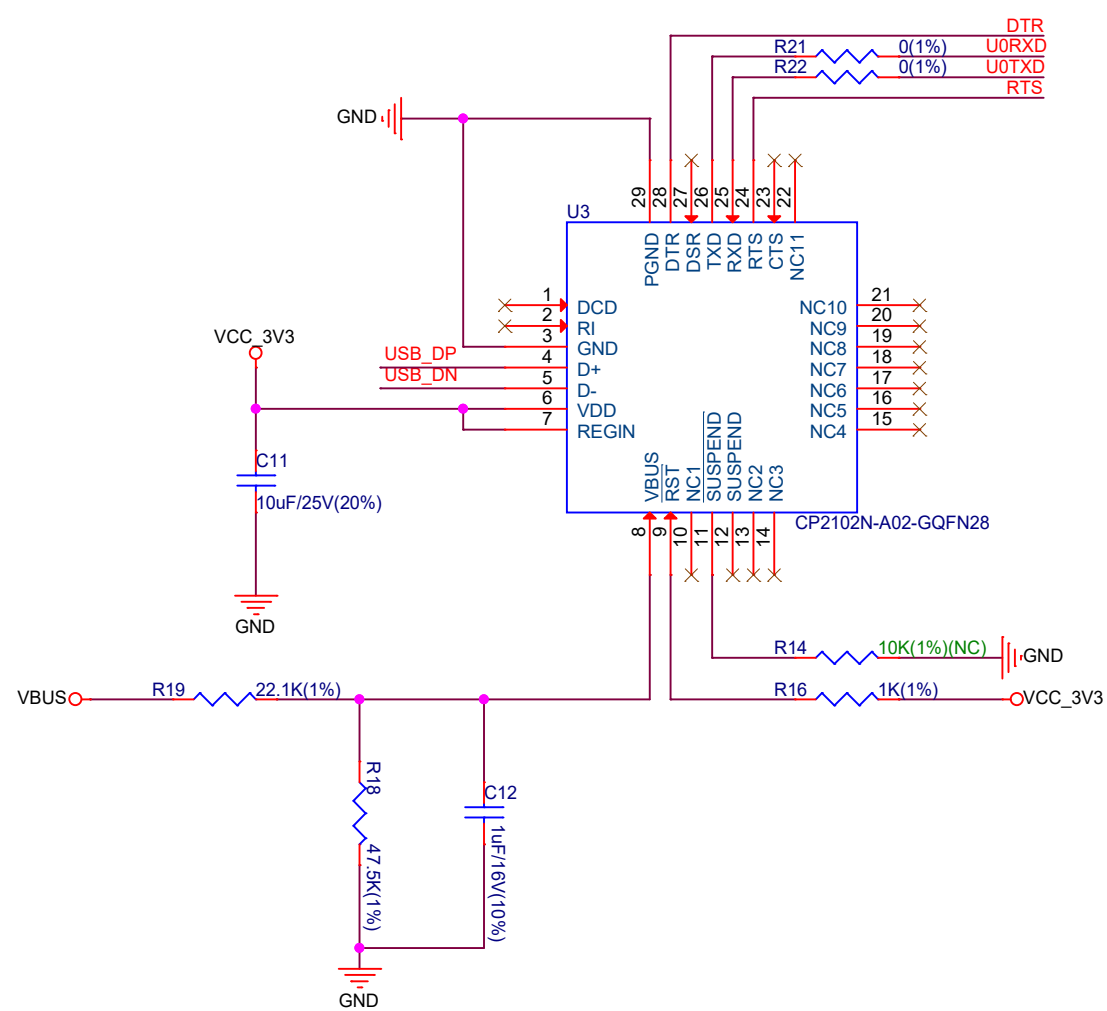 DTR
R21 0(1%) U0RXD
R22 0(1%) U0TXD
RTS
GND
29 28 27 26 25 24 23 22
U3
PGND DTR DSR TXD RXD RTS CTS NC11
1 DCD
2 RI
3 GND
USB_DP 4 D+
USB_DN 5 D-
6 VDD
7 REGIN
VCC_3V3
NC10 21
NC9 20
NC8 19
NC7 18
NC6 17
NC5 16
NC4 15
VBUS RST NC1 SUSPEND SUSPEND NC2 NC3
8 9 10 11 12 13 14
CP2102N-A02-GQFN28
C11
10uF/25V(20%)
GND
R14 10K(1%)(NC) GND
R16 1K(1%) VCC_3V3
VBUS R19 22.1K(1%)
R18
47.5K(1%)
C12
1uF/16V(10%)
GND